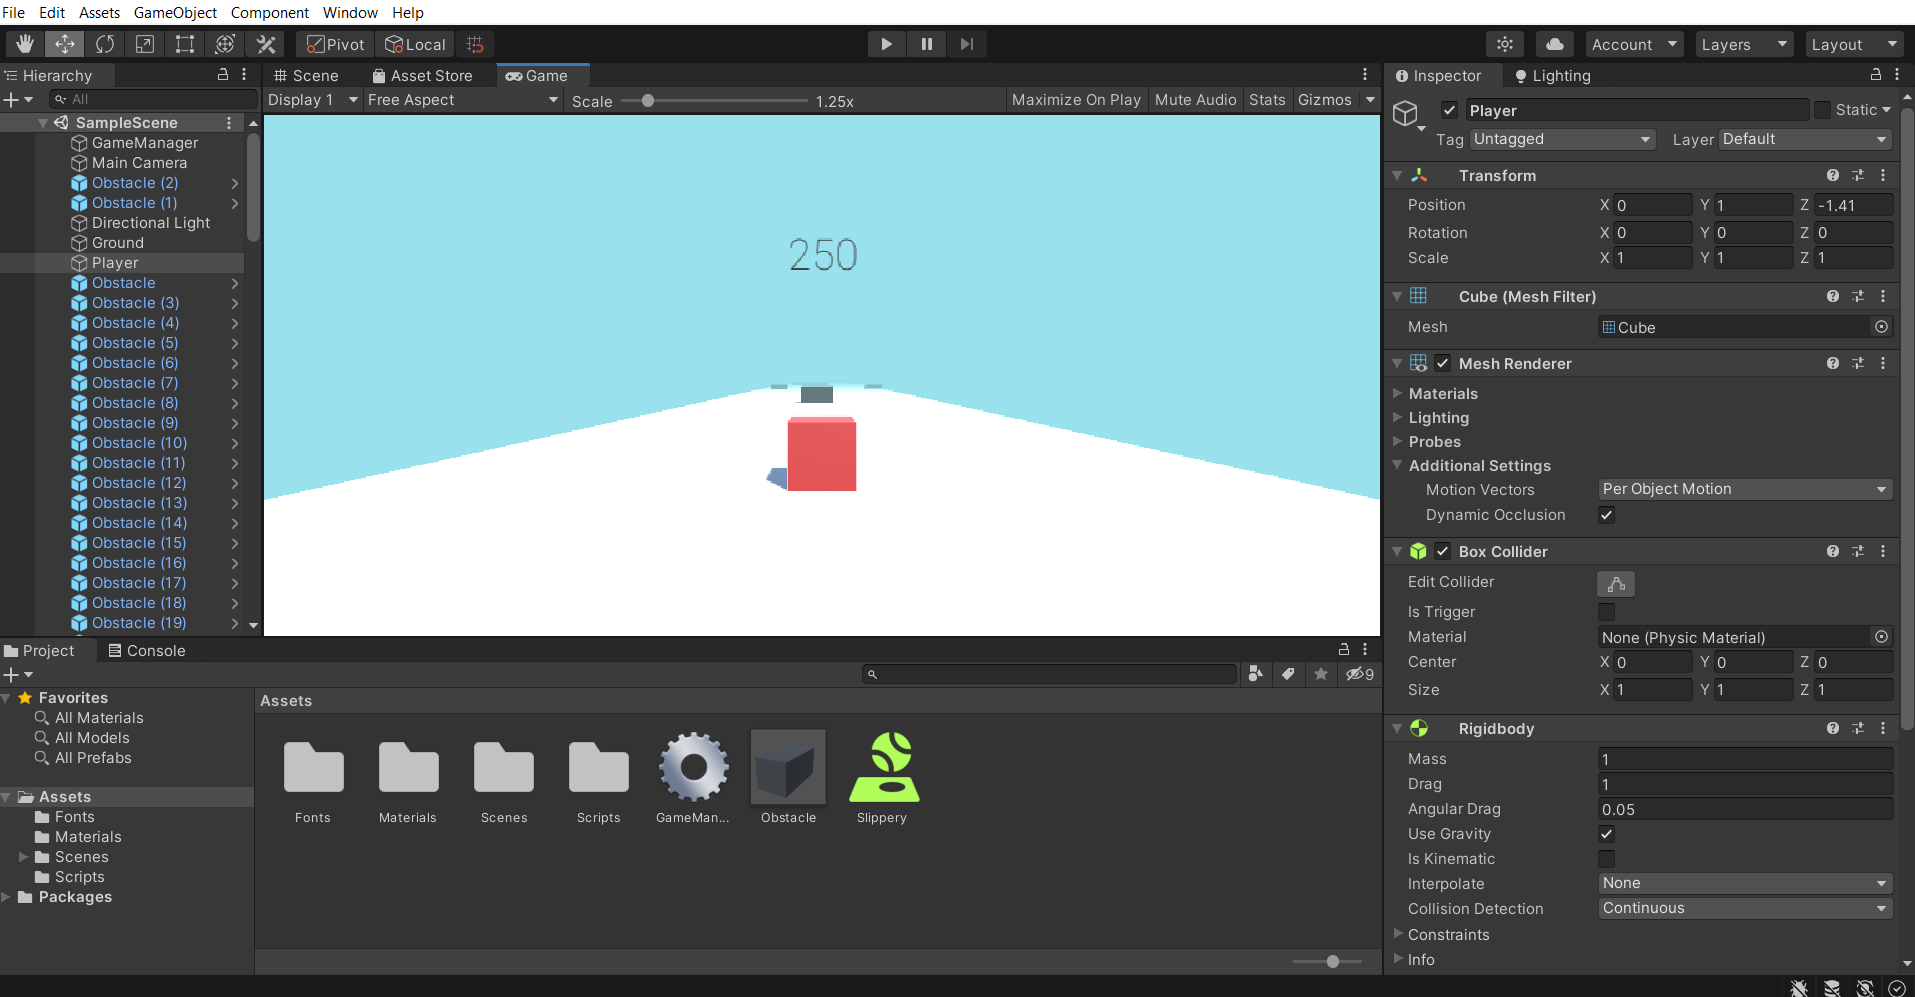 File Edit Assets GameObject Component Window Help
Pivot Local Account Layers Layout
Hierarchy
All
SampleScene
GameManager
Main Camera
Obstacle (2)
Obstacle (1)
Directional Light
Ground
Player
Obstacle
Obstacle (3)
Obstacle (4)
Obstacle (5)
Obstacle (6)
Obstacle (7)
Obstacle (8)
Obstacle (9)
Obstacle (10)
Obstacle (11)
Obstacle (12)
Obstacle (13)
Obstacle (14)
Obstacle (15)
Obstacle (16)
Obstacle (17)
Obstacle (18)
Obstacle (19)
Scene Asset Store Game
Display 1 Free Aspect Scale 1.25x Maximize On Play Mute Audio Stats Gizmos
250
Project Console
9
Favorites
All Materials
All Models
All Prefabs
Assets
Fonts
Materials
Scenes
Scripts
Packages
Assets
Fonts Materials Scenes Scripts GameMan... Obstacle Slippery
Inspector Lighting
Player Static
Tag Untagged Layer Default
Transform
Position X 0 Y 1 Z -1.41
Rotation X 0 Y 0 Z 0
Scale X 1 Y 1 Z 1
Cube (Mesh Filter)
Mesh Cube
Mesh Renderer
Materials
Lighting
Probes
Additional Settings
Motion Vectors Per Object Motion
Dynamic Occlusion
Box Collider
Edit Collider
Is Trigger
Material None (Physic Material)
Center X 0 Y 0 Z 0
Size X 1 Y 1 Z 1
Rigidbody
Mass 1
Drag 1
Angular Drag 0.05
Use Gravity
Is Kinematic
Interpolate None
Collision Detection Continuous
Constraints
Info